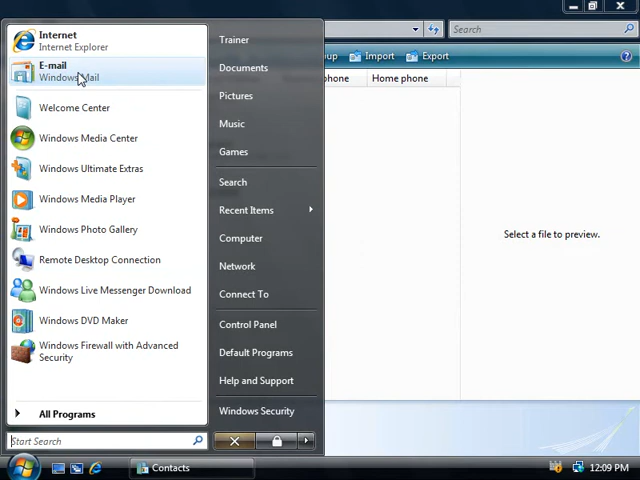 Internet
Internet Explorer
E-mail
Windows Mail
Welcome Center
Windows Media Center
Windows Ultimate Extras
Windows Media Player
Windows Photo Gallery
Remote Desktop Connection
Windows Live Messenger Download
Windows DVD Maker
Windows Firewall with Advanced
Security
All Programs
Start Search
Trainer
Documents
Pictures
Music
Games
Search
Recent Items
Computer
Network
Connect To
Control Panel
Default Programs
Help and Support
Windows Security
Search
Import
Export
Home phone
Select a file to preview.
Contacts
12:09 PM